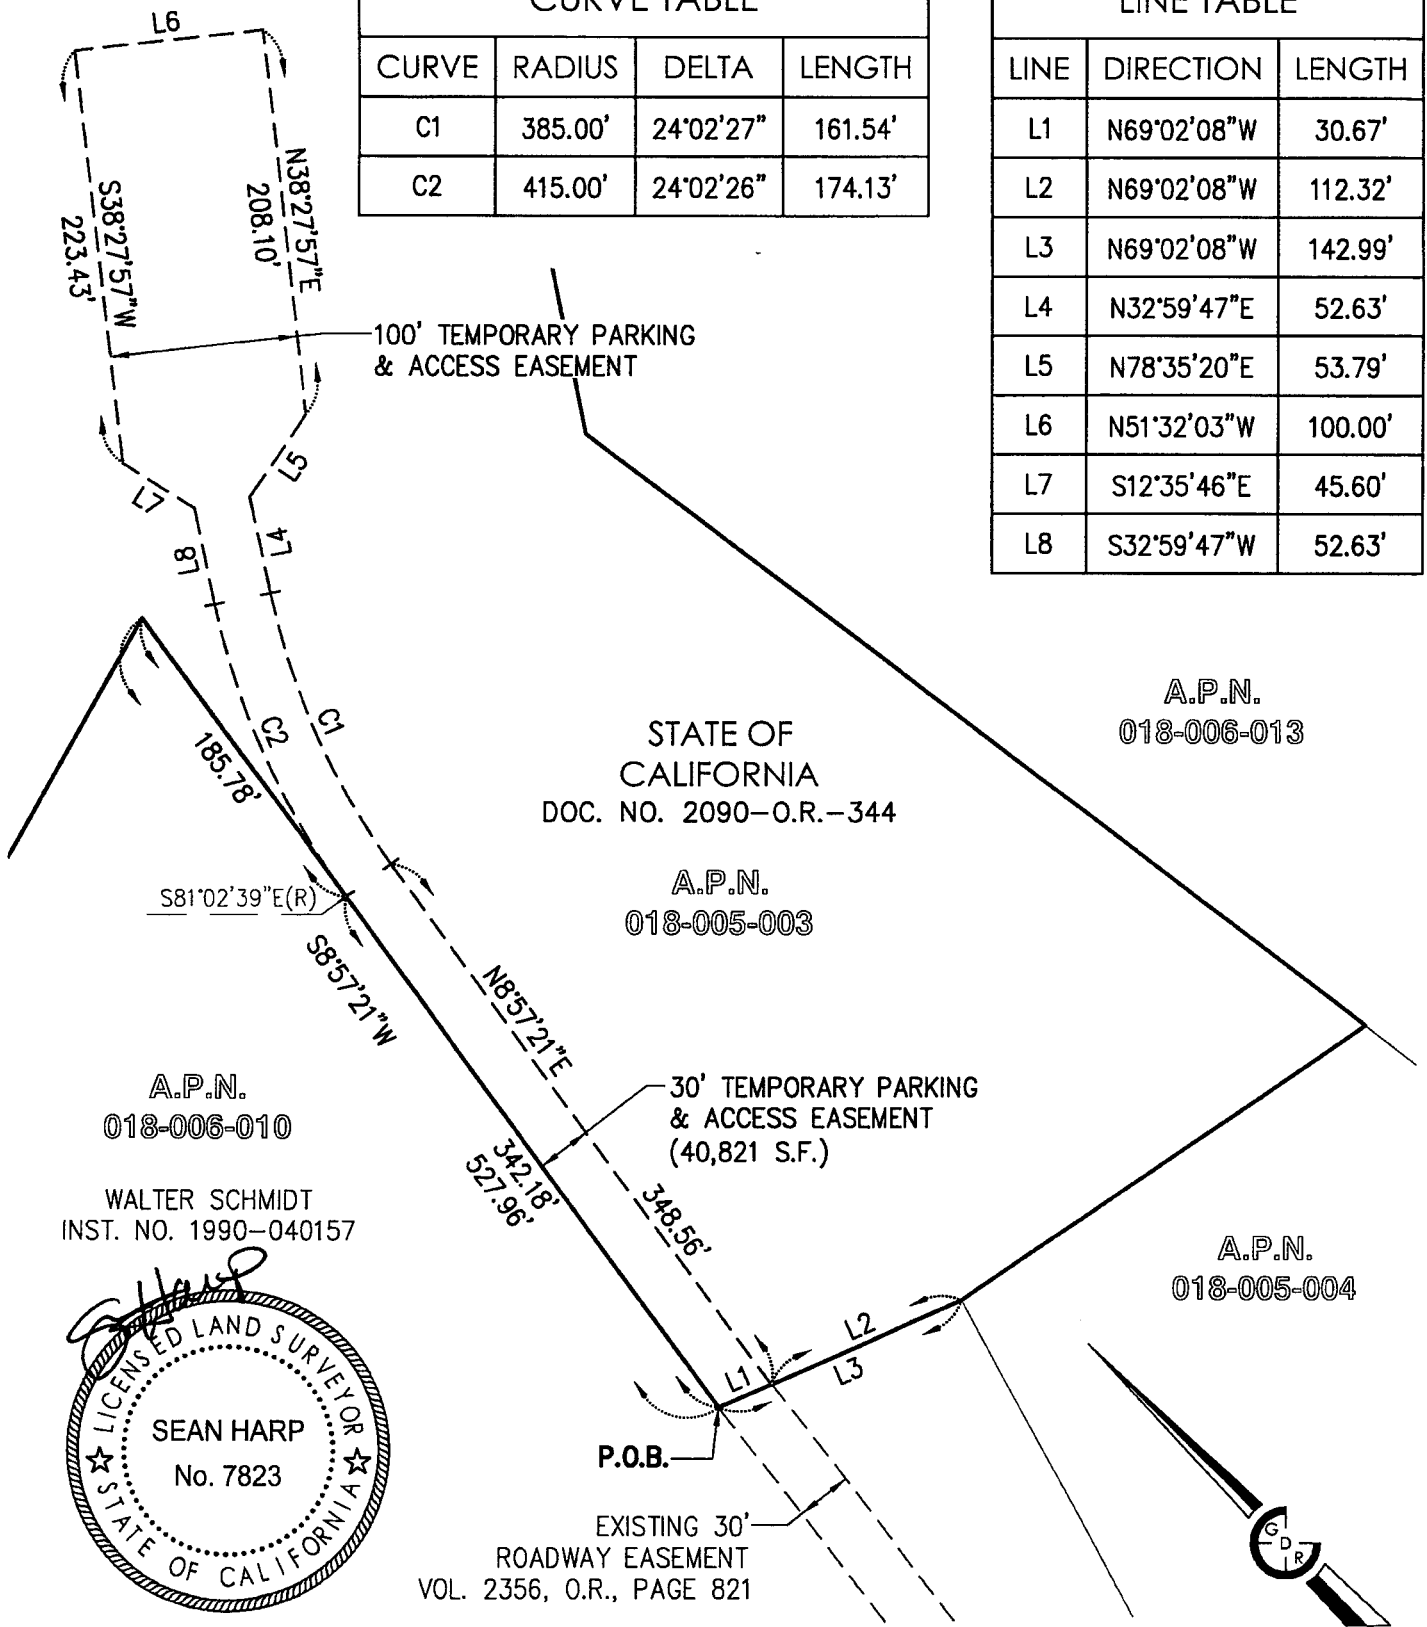 CURVE TABLE
CURVE RADIUS DELTA LENGTH
C1 385.00' 24°02'27" 161.54'
C2 415.00' 24°02'26" 174.13'
LINE TABLE
LINE DIRECTION LENGTH
L1 N69°02'08"W 30.67'
L2 N69°02'08"W 112.32'
L3 N69°02'08"W 142.99'
L4 N32°59'47"E 52.63'
L5 N78°35'20"E 53.79'
L6 N51°32'03"W 100.00'
L7 S12°35'46"E 45.60'
L8 S32°59'47"W 52.63'
L6
S38°27'57"W
223.43'
N38°27'57"E
208.10'
100' TEMPORARY PARKING
& ACCESS EASEMENT
L5
L7
L4
L8
C1
C2
185.78'
STATE OF
CALIFORNIA
DOC. NO. 2090-O.R.-344
A.P.N.
018-005-003
A.P.N.
018-006-013
S81°02'39"E(R)
S8°57'21"W
N8°57'21"E
30' TEMPORARY PARKING
& ACCESS EASEMENT
(40,821 S.F.)
A.P.N.
018-006-010
342.18'
527.96'
348.56'
WALTER SCHMIDT
INST. NO. 1990-040157
A.P.N.
018-005-004
L1
L2
L3
P.O.B.
EXISTING 30'
ROADWAY EASEMENT
VOL. 2356, O.R., PAGE 821
LICENSED LAND SURVEYOR
SEAN HARP
No. 7823
STATE OF CALIFORNIA
G D R